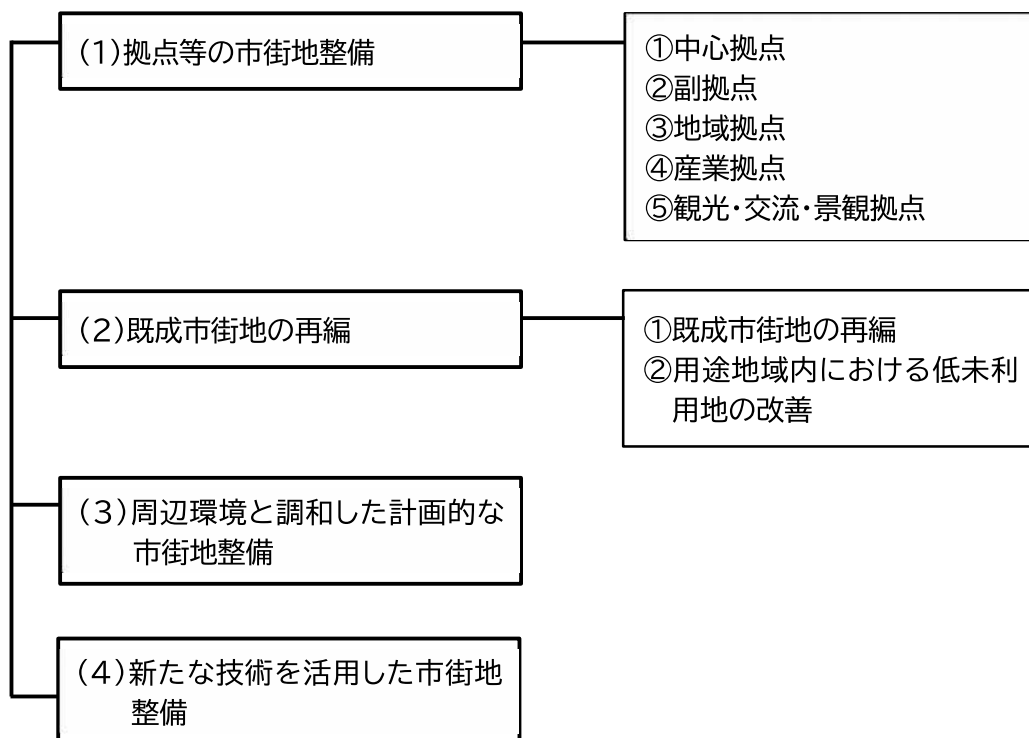 (1)拠点等の市街地整備
①中心拠点
②副拠点
③地域拠点
④産業拠点
⑤観光・交流・景観拠点
(2)既成市街地の再編
①既成市街地の再編
②用途地域内における低未利
用地の改善
(3)周辺環境と調和した計画的な
市街地整備
(4)新たな技術を活用した市街地
整備